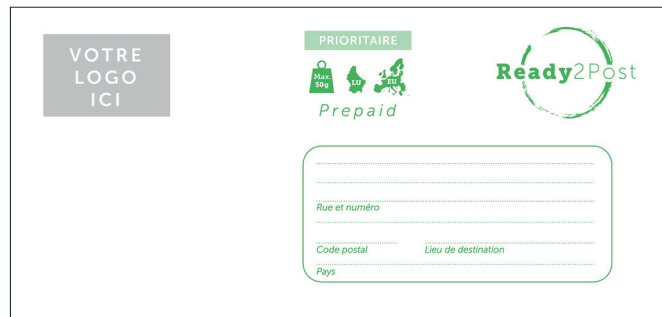 VOTRE
LOGO
ICI
PRIORITAIRE
Max.
50g
LU
EU
Prepaid
Ready2Post
Rue et numéro
Code postal Lieu de destination
Pays